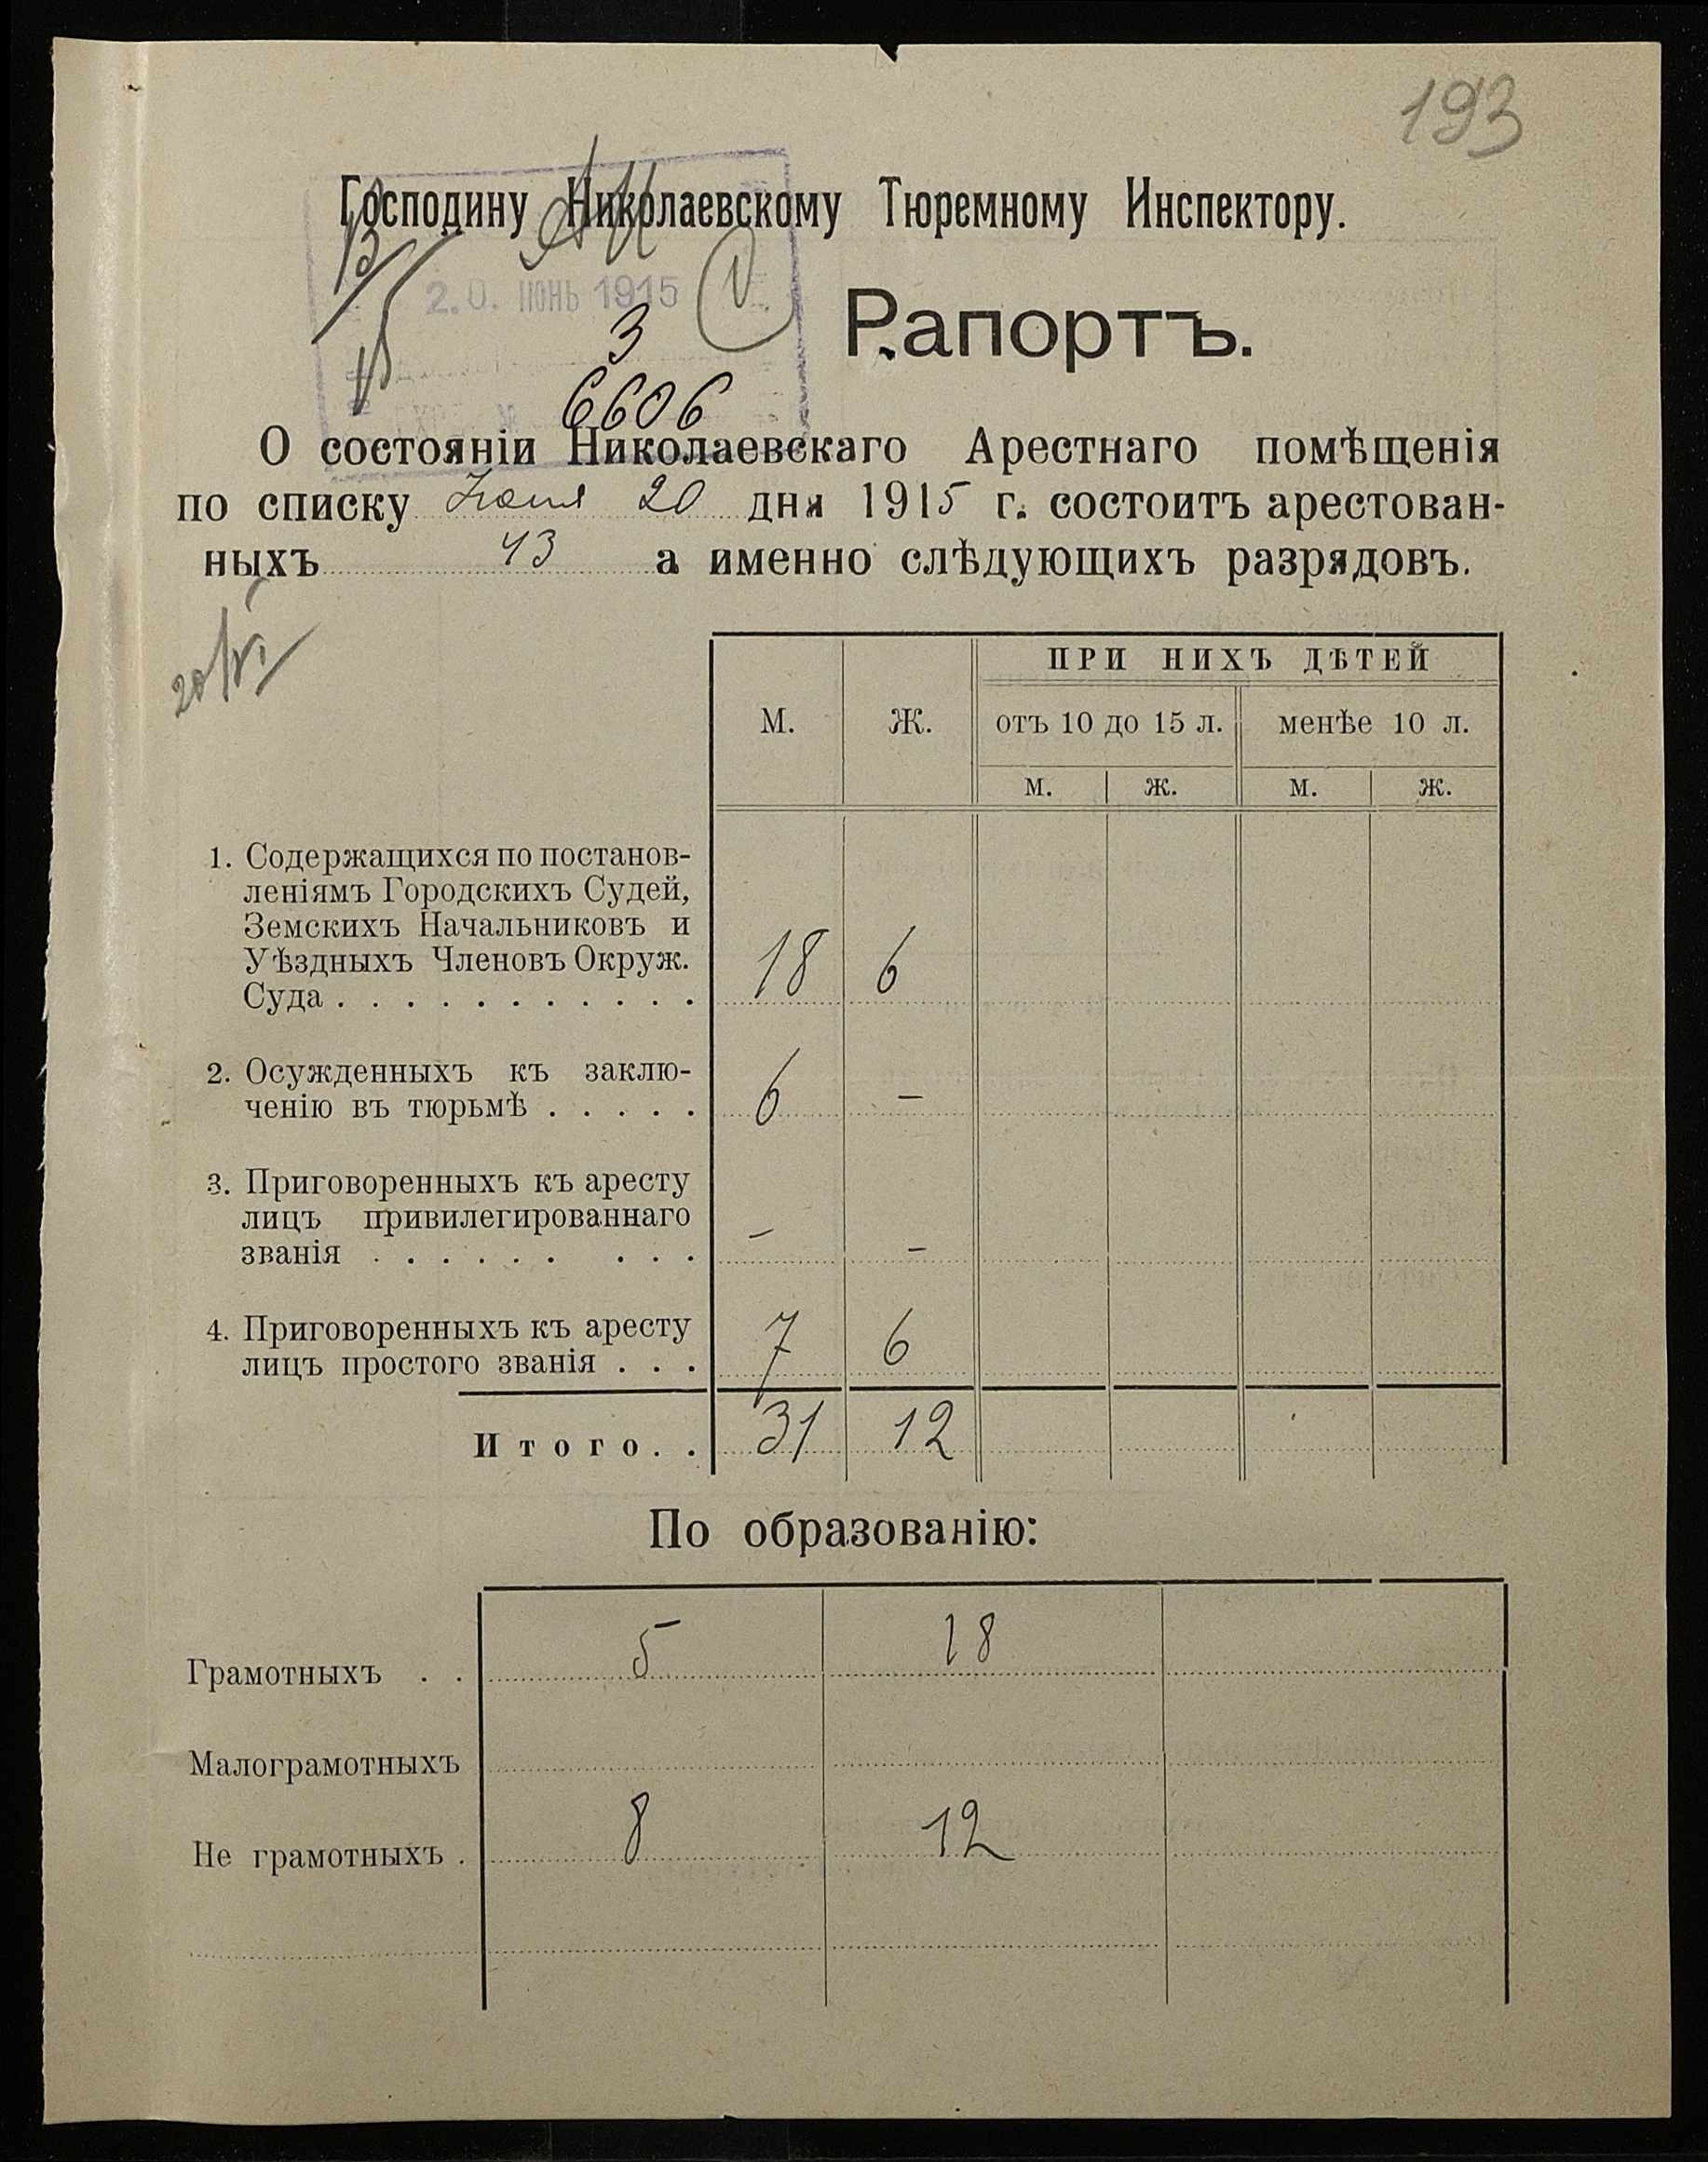 193
Господину Николаевскому Тюремному Инспектору.
2.0. ІЮНЬ 1915
Рапортъ.
3
6606
О состояніи Николаевскаго Арестнаго помѣщенія
по списку Іюня 20 дня 1915 г. состоитъ арестован-
ныхъ 43 а именно слѣдующихъ разрядовъ.
20/VI
М. Ж. ПРИ НИХЪ ДѢТЕЙ
отъ 10 до 15 л. менѣе 10 л.
м. ж. м. ж.
1. Содержащихся по постанов-
леніямъ Городскихъ Судей,
Земскихъ Начальниковъ и
Уѣздныхъ Членовъ Окруж.
Суда . . . . . . . . . . . 18 6
2. Осужденныхъ къ заклю-
ченію въ тюрьмѣ . . . . . 6 –
3. Приговоренныхъ къ аресту
лицъ привилегированнаго
званія . . . . . . . . . – –
4. Приговоренныхъ къ аресту
лицъ простого званія . . . 7 6
Итого. . 31 12
По образованію:
Грамотныхъ . . 5 18
Малограмотныхъ
Не грамотныхъ . 8 12